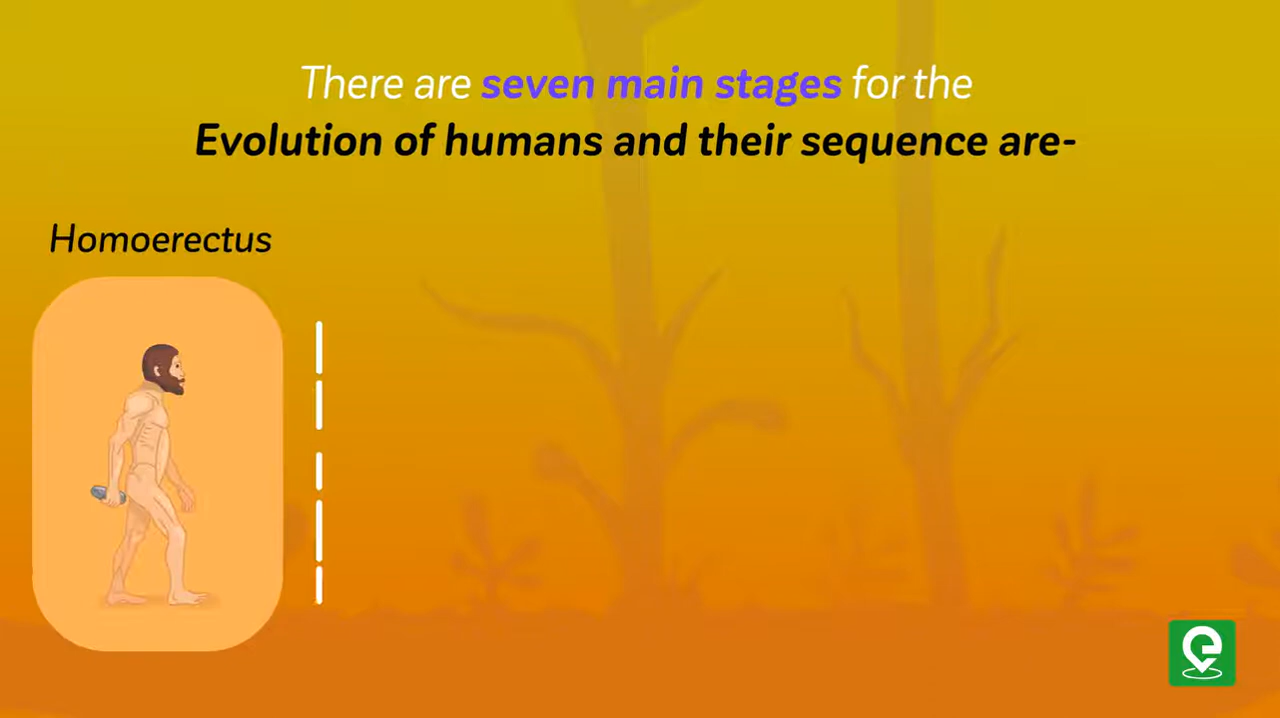 There are seven main stages for the
Evolution of humans and their sequence are-
Homoerectus